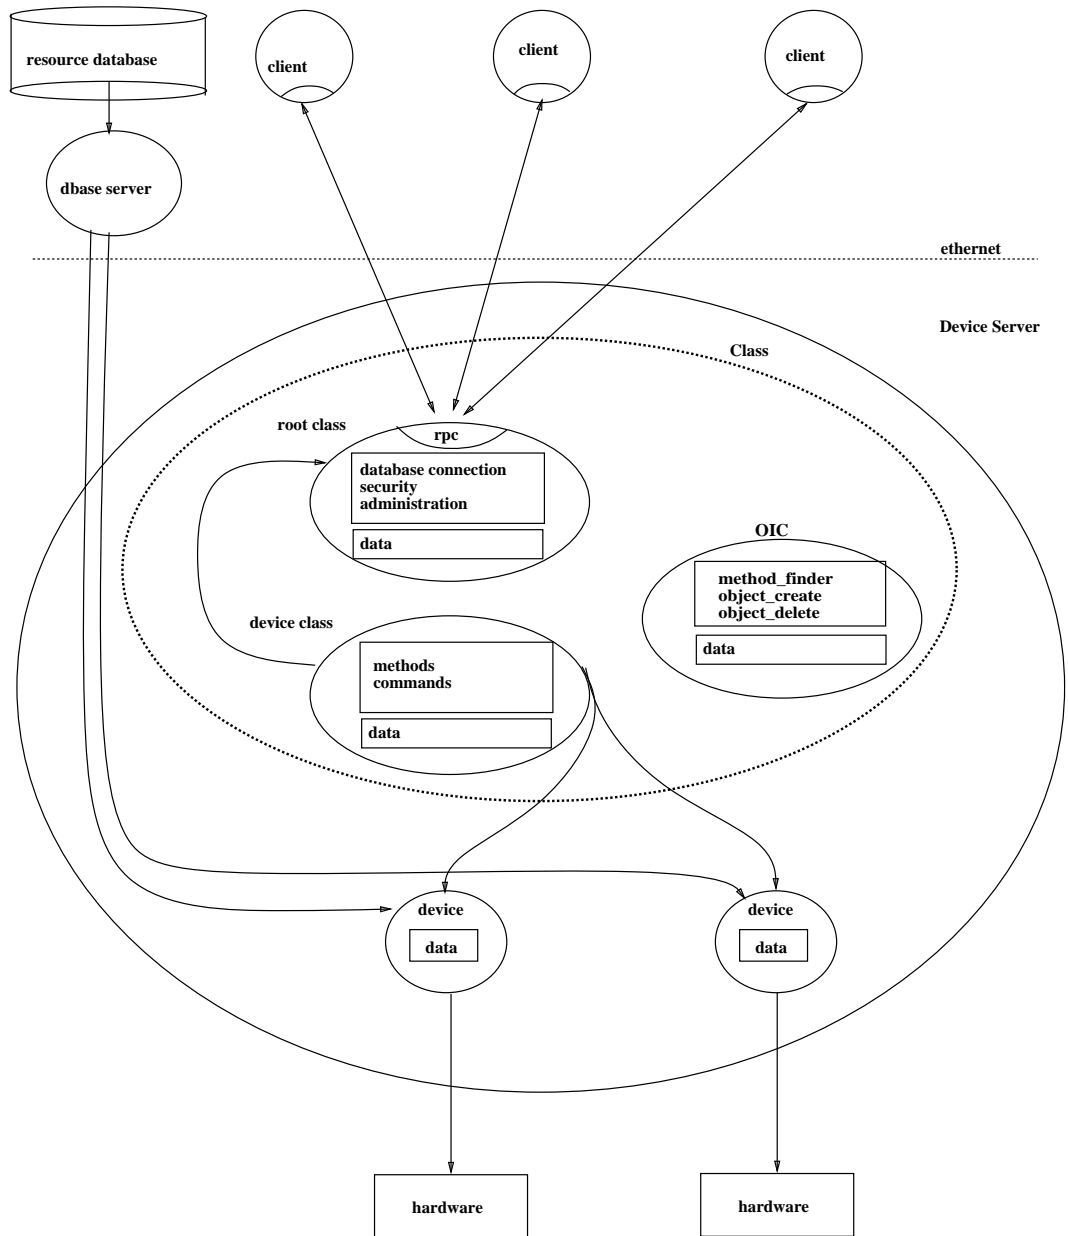 resource database
client
client
client
dbase server
ethernet
Device Server
Class
root class
rpc
database connection
security
administration
data
OIC
method_finder
object_create
object_delete
data
device class
methods
commands
data
device
data
device
data
hardware
hardware